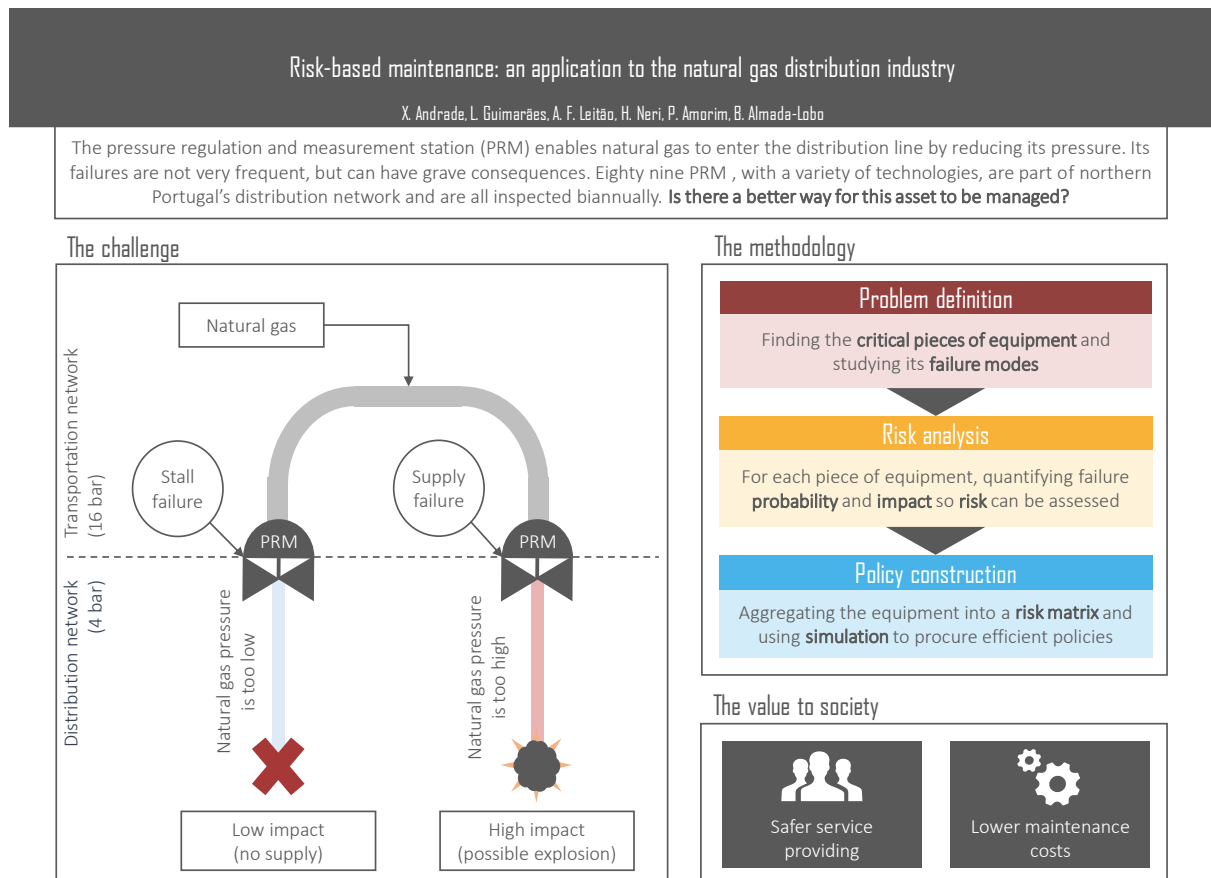 Risk-based maintenance: an application to the natural gas distribution industry
X. Andrade, L. Guimarães, A. F. Leitão, H. Neri, P. Amorim, B. Almada-Lobo
The pressure regulation and measurement station (PRM) enables natural gas to enter the distribution line by reducing its pressure. Its
failures are not very frequent, but can have grave consequences. Eighty nine PRM , with a variety of technologies, are part of northern
Portugal's distribution network and are all inspected biannually. Is there a better way for this asset to be managed?
The challenge
Natural gas
Transportation network
(16 bar)
Stall
failure
Supply
failure
PRM
PRM
Distribution network
(4 bar)
Natural gas pressure
is too low
Natural gas pressure
is too high
Low impact
(no supply)
High impact
(possible explosion)
The methodology
Problem definition
Finding the critical pieces of equipment and
studying its failure modes
Risk analysis
For each piece of equipment, quantifying failure
probability and impact so risk can be assessed
Policy construction
Aggregating the equipment into a risk matrix and
using simulation to procure efficient policies
The value to society
Safer service
providing
Lower maintenance
costs